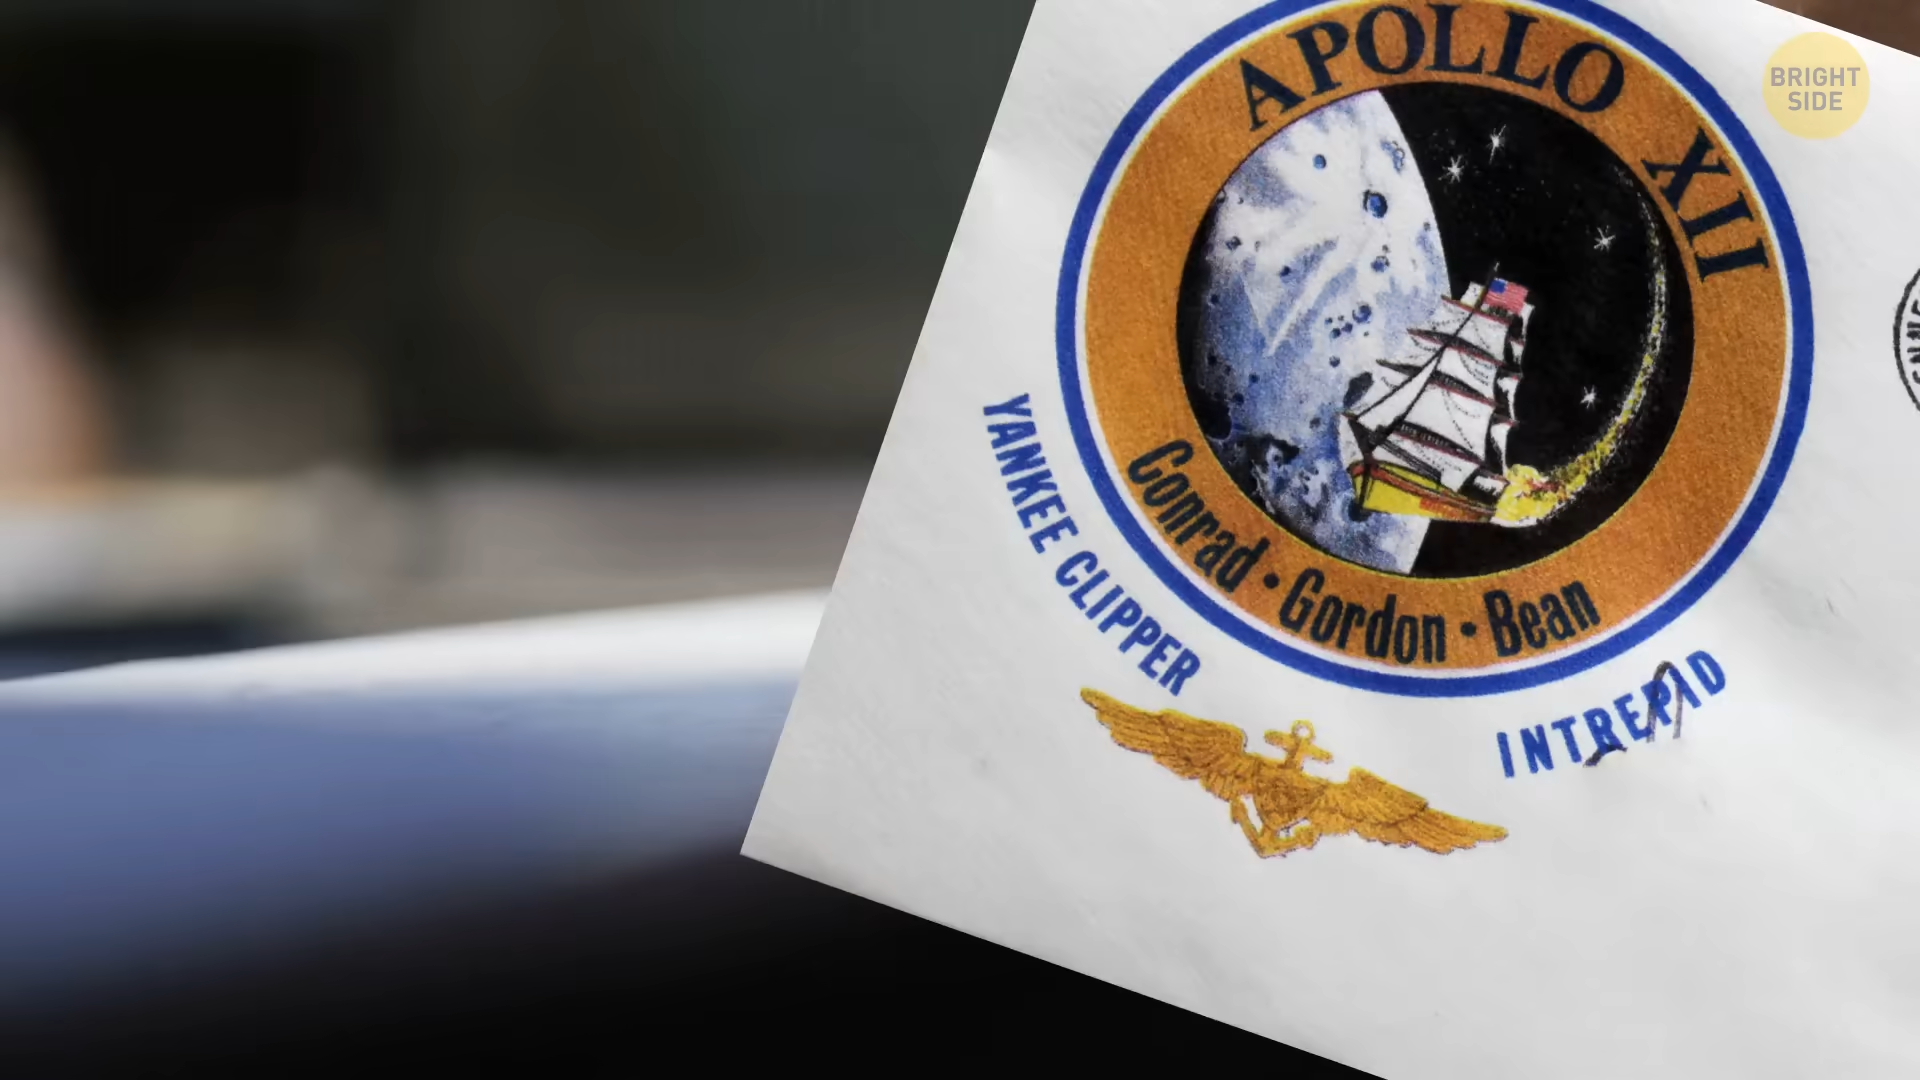 BRIGHT
SIDE
APOLLO XII
Conrad · Gordon · Bean
YANKEE CLIPPER
INTREPID